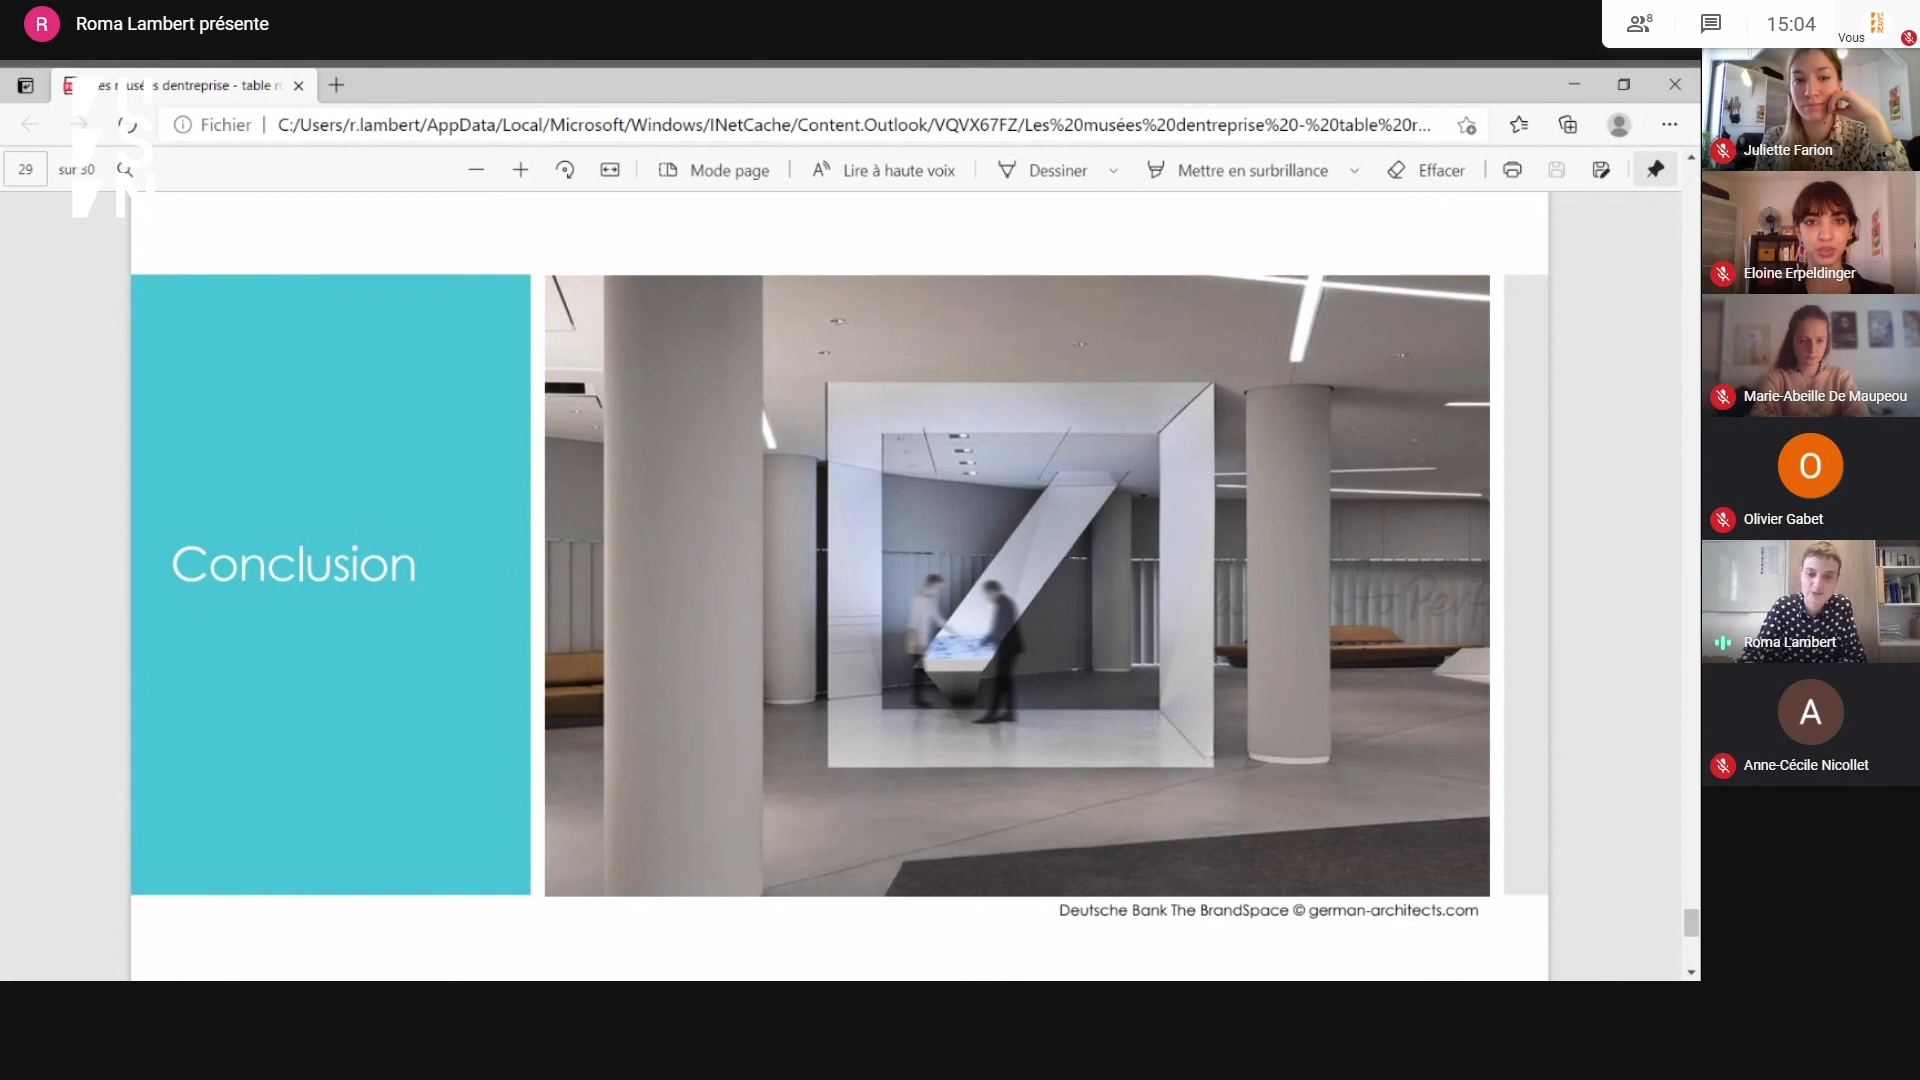 R Roma Lambert présente
8
15:04
Vous
es musées dentreprise - table r
Fichier | C:/Users/r.lambert/AppData/Local/Microsoft/Windows/INetCache/Content.Outlook/VQVX67FZ/Les%20musées%20dentreprise%20-%20table%20r...
29 sur 30
Mode page
Lire à haute voix
Dessiner
Mettre en surbrillance
Effacer
U
S
N
Conclusion
Deutsche Bank The BrandSpace © german-architects.com
Juliette Farion
Eloine Erpeldinger
Marie-Abeille De Maupeou
O
Olivier Gabet
Roma Lambert
A
Anne-Cécile Nicollet